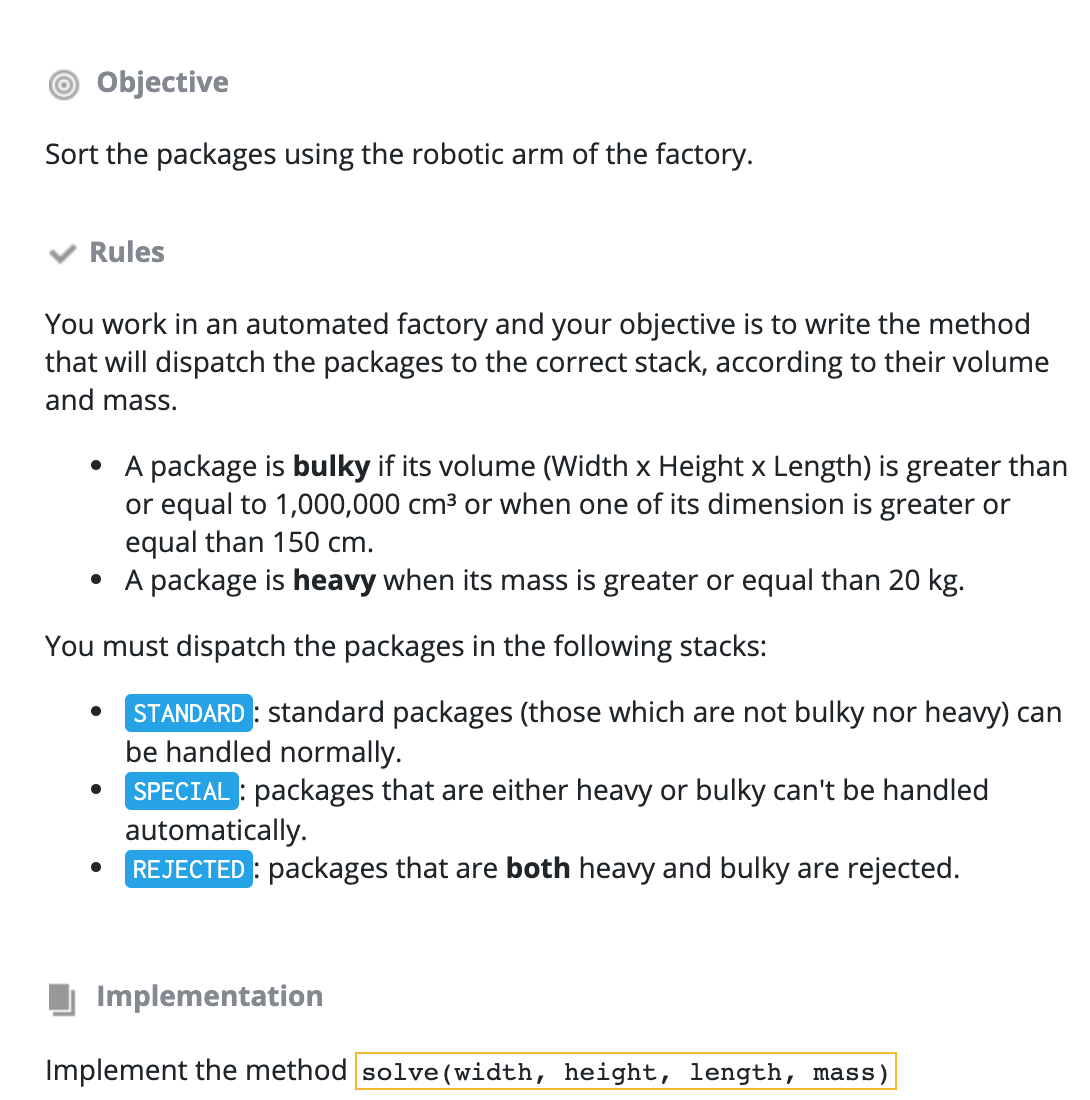 Objective
Sort the packages using the robotic arm of the factory.
Rules
You work in an automated factory and your objective is to write the method
that will dispatch the packages to the correct stack, according to their volume
and mass.
• A package is bulky if its volume (Width x Height x Length) is greater than
or equal to 1,000,000 cm³ or when one of its dimension is greater or
equal than 150 cm.
• A package is heavy when its mass is greater or equal than 20 kg.
You must dispatch the packages in the following stacks:
• STANDARD: standard packages (those which are not bulky nor heavy) can
be handled normally.
• SPECIAL: packages that are either heavy or bulky can't be handled
automatically.
• REJECTED: packages that are both heavy and bulky are rejected.
Implementation
Implement the method solve(width, height, length, mass)